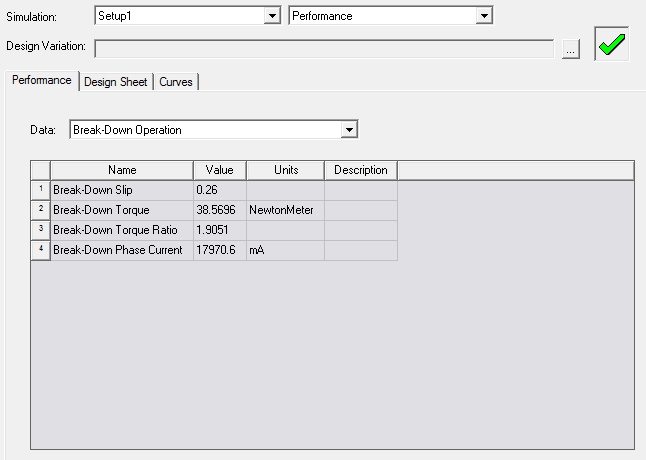 Simulation: Setup1 Performance
Design Variation: ...
Performance Design Sheet Curves
Data: Break-Down Operation
Name Value Units Description
1 Break-Down Slip 0.26
2 Break-Down Torque 38.5696 NewtonMeter
3 Break-Down Torque Ratio 1.9051
4 Break-Down Phase Current 17970.6 mA